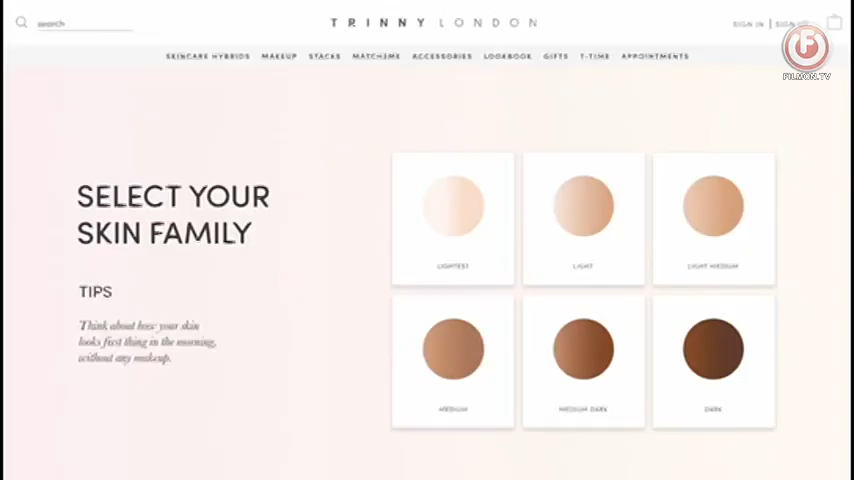 search
TRINNY LONDON
SIGN IN | SIGN UP
SKINCARE HYBRIDS MAKEUP STACKS MATCH2ME ACCESSORIES LOOKBOOK GIFTS T-TIME APPOINTMENTS
F
FILMON.TV
SELECT YOUR
SKIN FAMILY
TIPS
Think about how your skin
looks first thing in the morning,
without any makeup.
LIGHTEST
LIGHT
LIGHT MEDIUM
MEDIUM
MEDIUM DARK
DARK